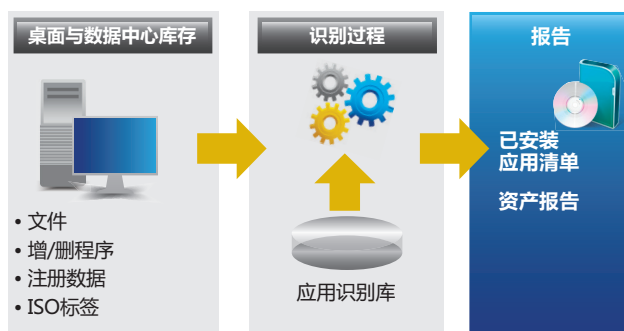 桌面与数据中心库存
• 文件
• 增/删程序
• 注册数据
• ISO标签
识别过程
应用识别库
报告
已安装
应用清单
资产报告